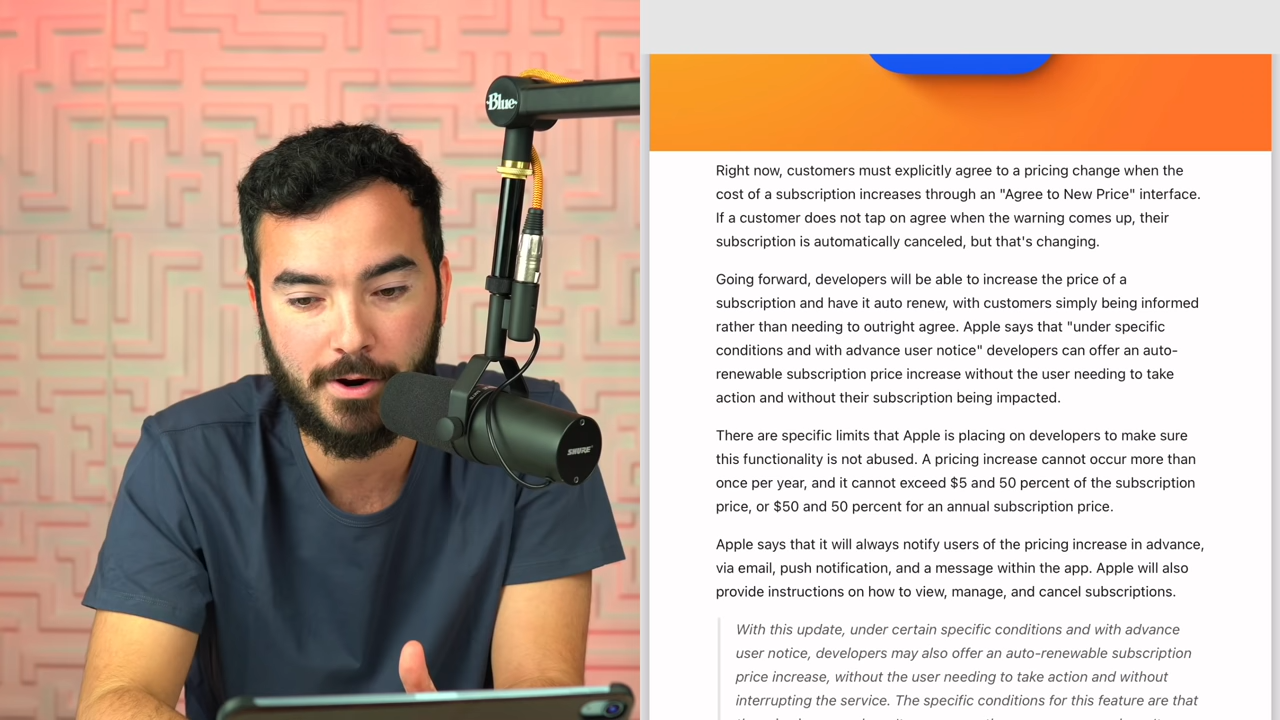 Blue
SHURE
Right now, customers must explicitly agree to a pricing change when the
cost of a subscription increases through an "Agree to New Price" interface.
If a customer does not tap on agree when the warning comes up, their
subscription is automatically canceled, but that's changing.
Going forward, developers will be able to increase the price of a
subscription and have it auto renew, with customers simply being informed
rather than needing to outright agree. Apple says that "under specific
conditions and with advance user notice" developers can offer an auto-
renewable subscription price increase without the user needing to take
action and without their subscription being impacted.
There are specific limits that Apple is placing on developers to make sure
this functionality is not abused. A pricing increase cannot occur more than
once per year, and it cannot exceed $5 and 50 percent of the subscription
price, or $50 and 50 percent for an annual subscription price.
Apple says that it will always notify users of the pricing increase in advance,
via email, push notification, and a message within the app. Apple will also
provide instructions on how to view, manage, and cancel subscriptions.
With this update, under certain specific conditions and with advance
user notice, developers may also offer an auto-renewable subscription
price increase, without the user needing to take action and without
interrupting the service. The specific conditions for this feature are that